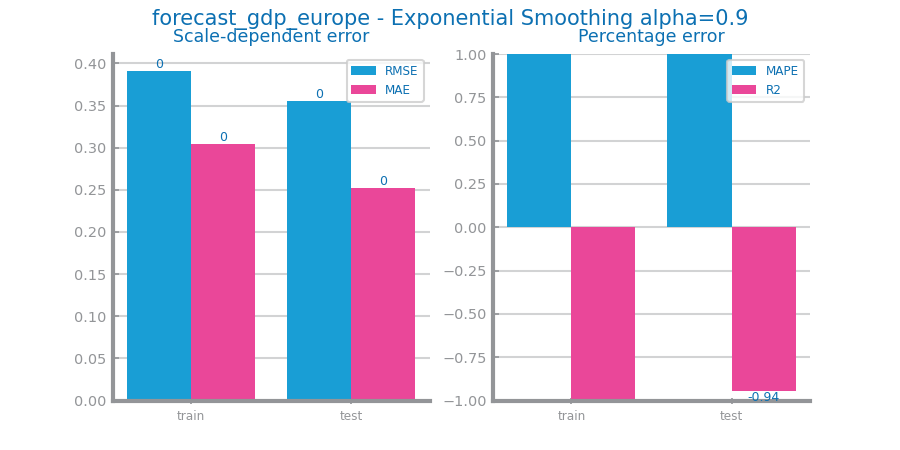 forecast_gdp_europe - Exponential Smoothing alpha=0.9
Scale-dependent error
0.40
0.35
0.30
0.25
0.20
0.15
0.10
0.05
0.00
0
0
0
0
RMSE
MAE
train
test
Percentage error
1.00
0.75
0.50
0.25
0.00
−0.25
−0.50
−0.75
−1.00
MAPE
R2
-0.94
train
test